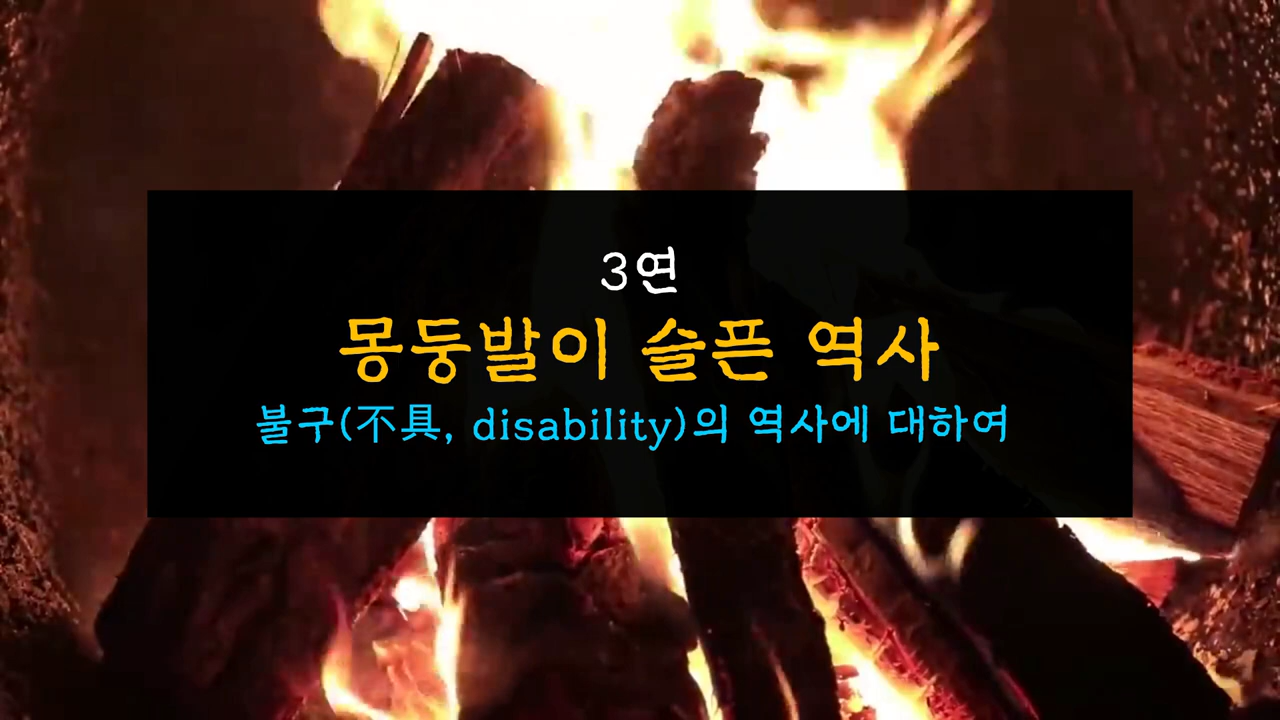 3연
몽둥발이 슬픈 역사
불구(不具, disability)의 역사에 대하여